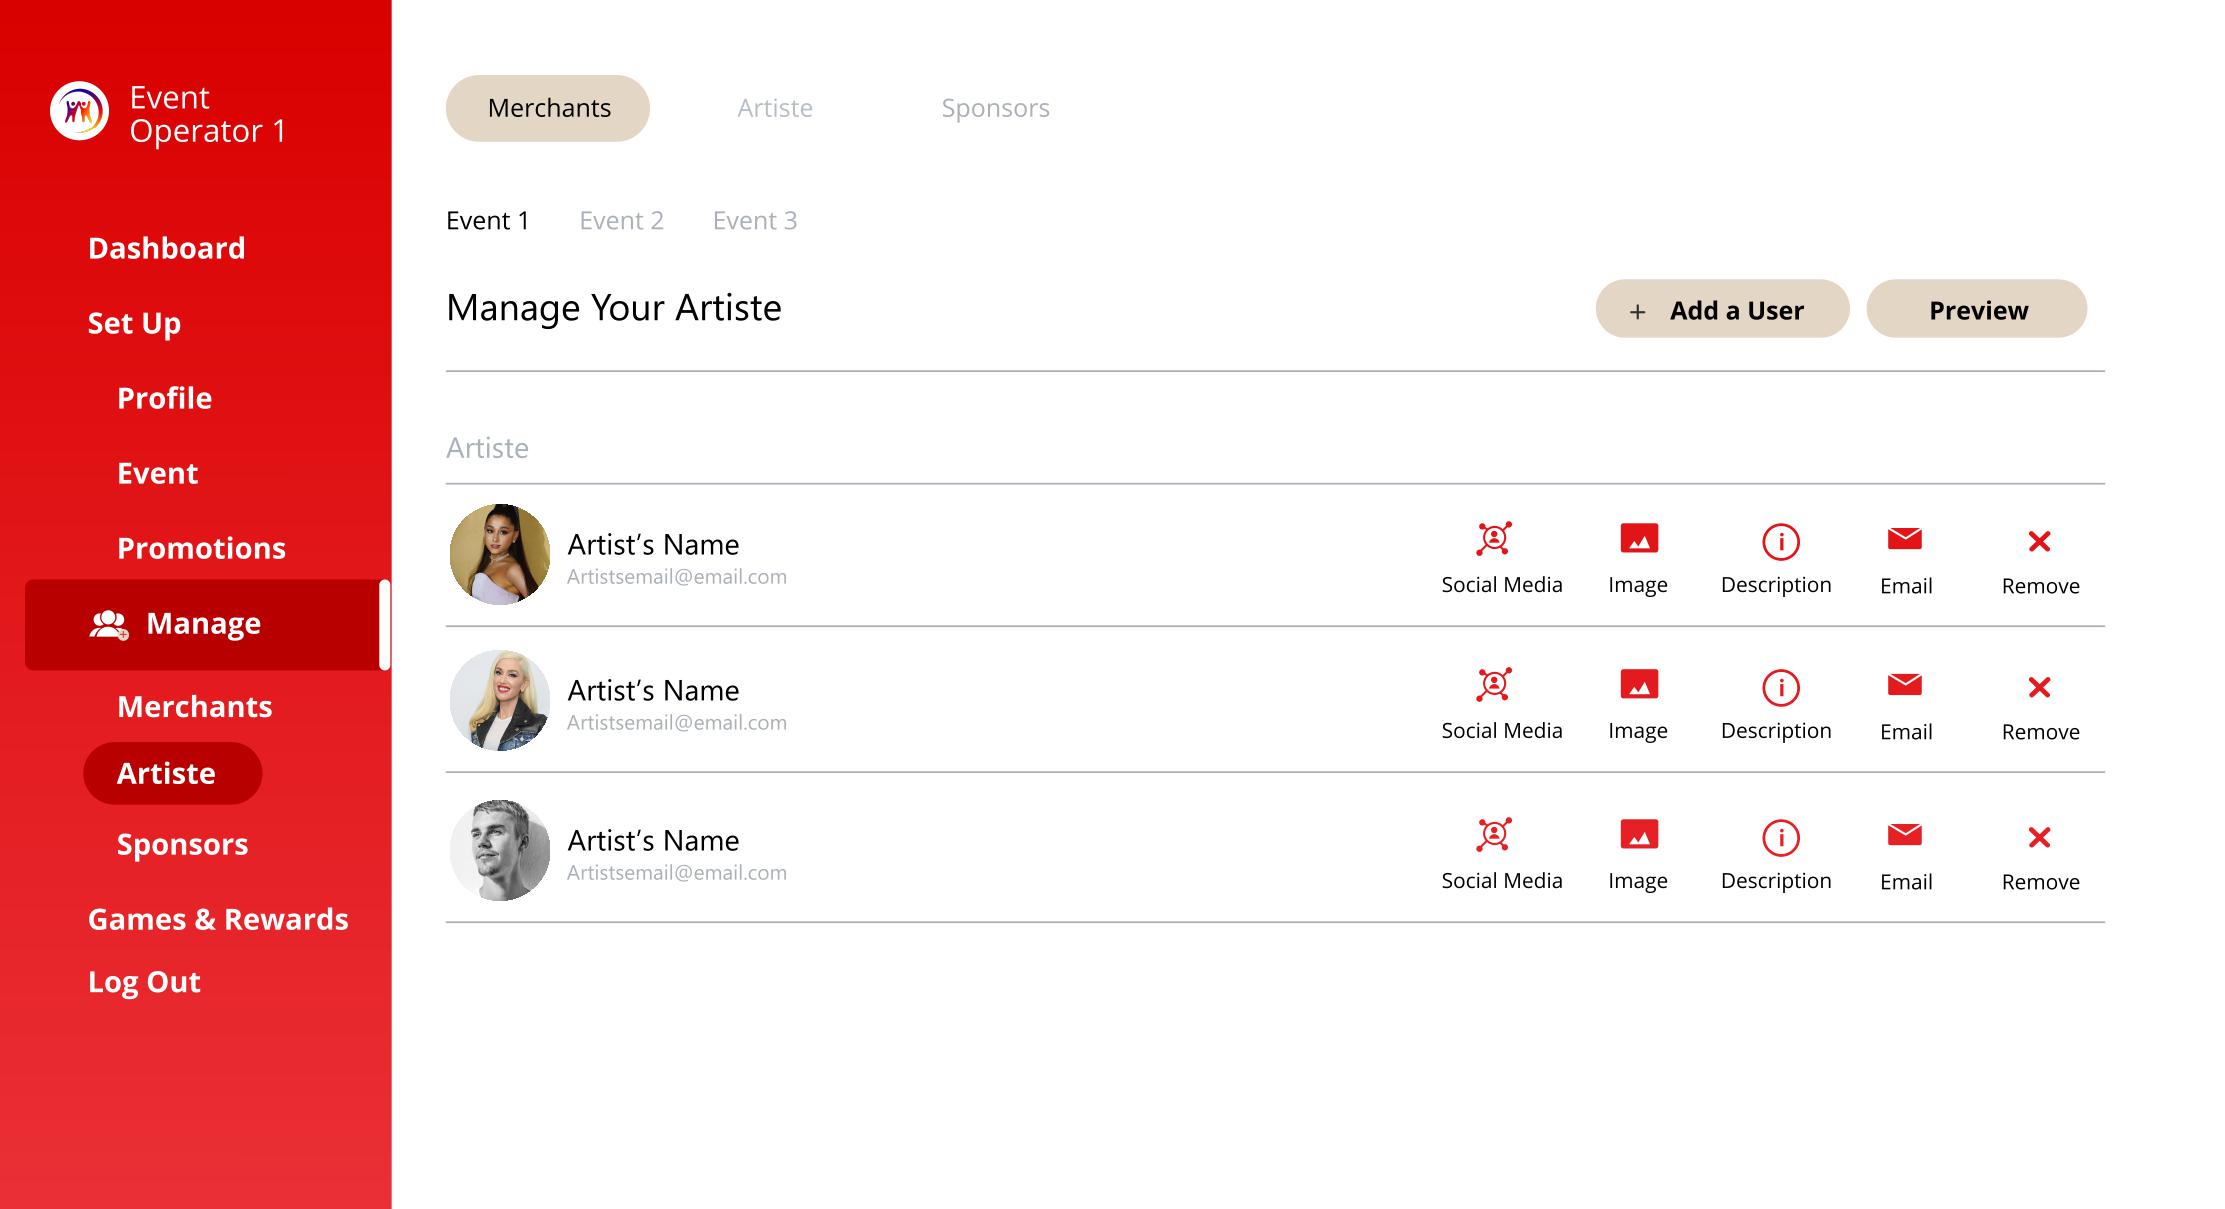 Event
Operator 1
Dashboard
Set Up
Profile
Event
Promotions
Manage
Merchants
Artiste
Sponsors
Games & Rewards
Log Out
Merchants Artiste Sponsors
Event 1 Event 2 Event 3
Manage Your Artiste
+ Add a User Preview
Artiste
Artist’s Name
Artistsemail@email.com
Social Media Image Description Email Remove
Artist’s Name
Artistsemail@email.com
Social Media Image Description Email Remove
Artist’s Name
Artistsemail@email.com
Social Media Image Description Email Remove